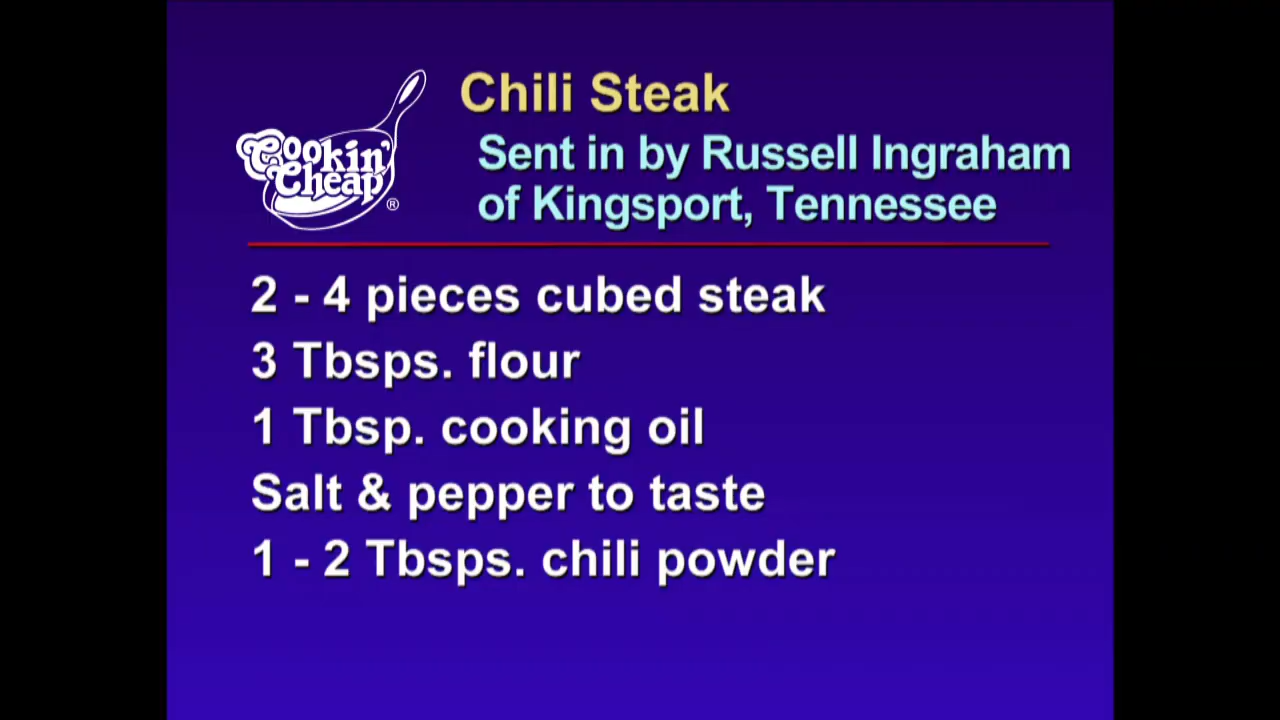 Cookin'
Cheap
®
Chili Steak
Sent in by Russell Ingraham
of Kingsport, Tennessee
2 - 4 pieces cubed steak
3 Tbsps. flour
1 Tbsp. cooking oil
Salt & pepper to taste
1 - 2 Tbsps. chili powder